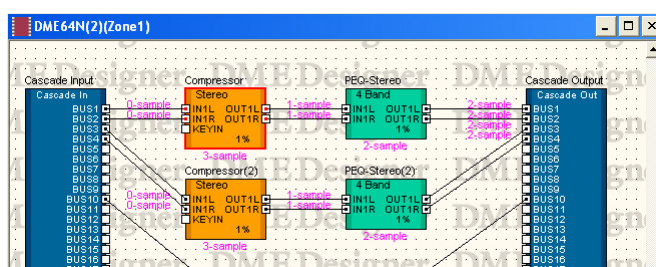 DME64N(2)(Zone1)
Cascade Input
Cascade In
BUS1
BUS2
BUS3
BUS4
BUS5
BUS6
BUS7
BUS8
BUS9
BUS10
BUS11
BUS12
BUS13
BUS14
BUS15
BUS16
0-sample
0-sample
Compressor
Stereo
IN1L OUT1L
IN1R OUT1R
KEYIN
1%
3-sample
1-sample
1-sample
PEQ-Stereo
4 Band
IN1L OUT1L
IN1R OUT1R
1%
2-sample
2-sample
2-sample
2-sample
2-sample
0-sample
0-sample
Compressor(2)
Stereo
IN1L OUT1L
IN1R OUT1R
KEYIN
1%
3-sample
1-sample
1-sample
PEQ-Stereo(2)
4 Band
IN1L OUT1L
IN1R OUT1R
1%
2-sample
Cascade Output
Cascade Out
BUS1
BUS2
BUS3
BUS4
BUS5
BUS6
BUS7
BUS8
BUS9
BUS10
BUS11
BUS12
BUS13
BUS14
BUS15
BUS16
DME Designer